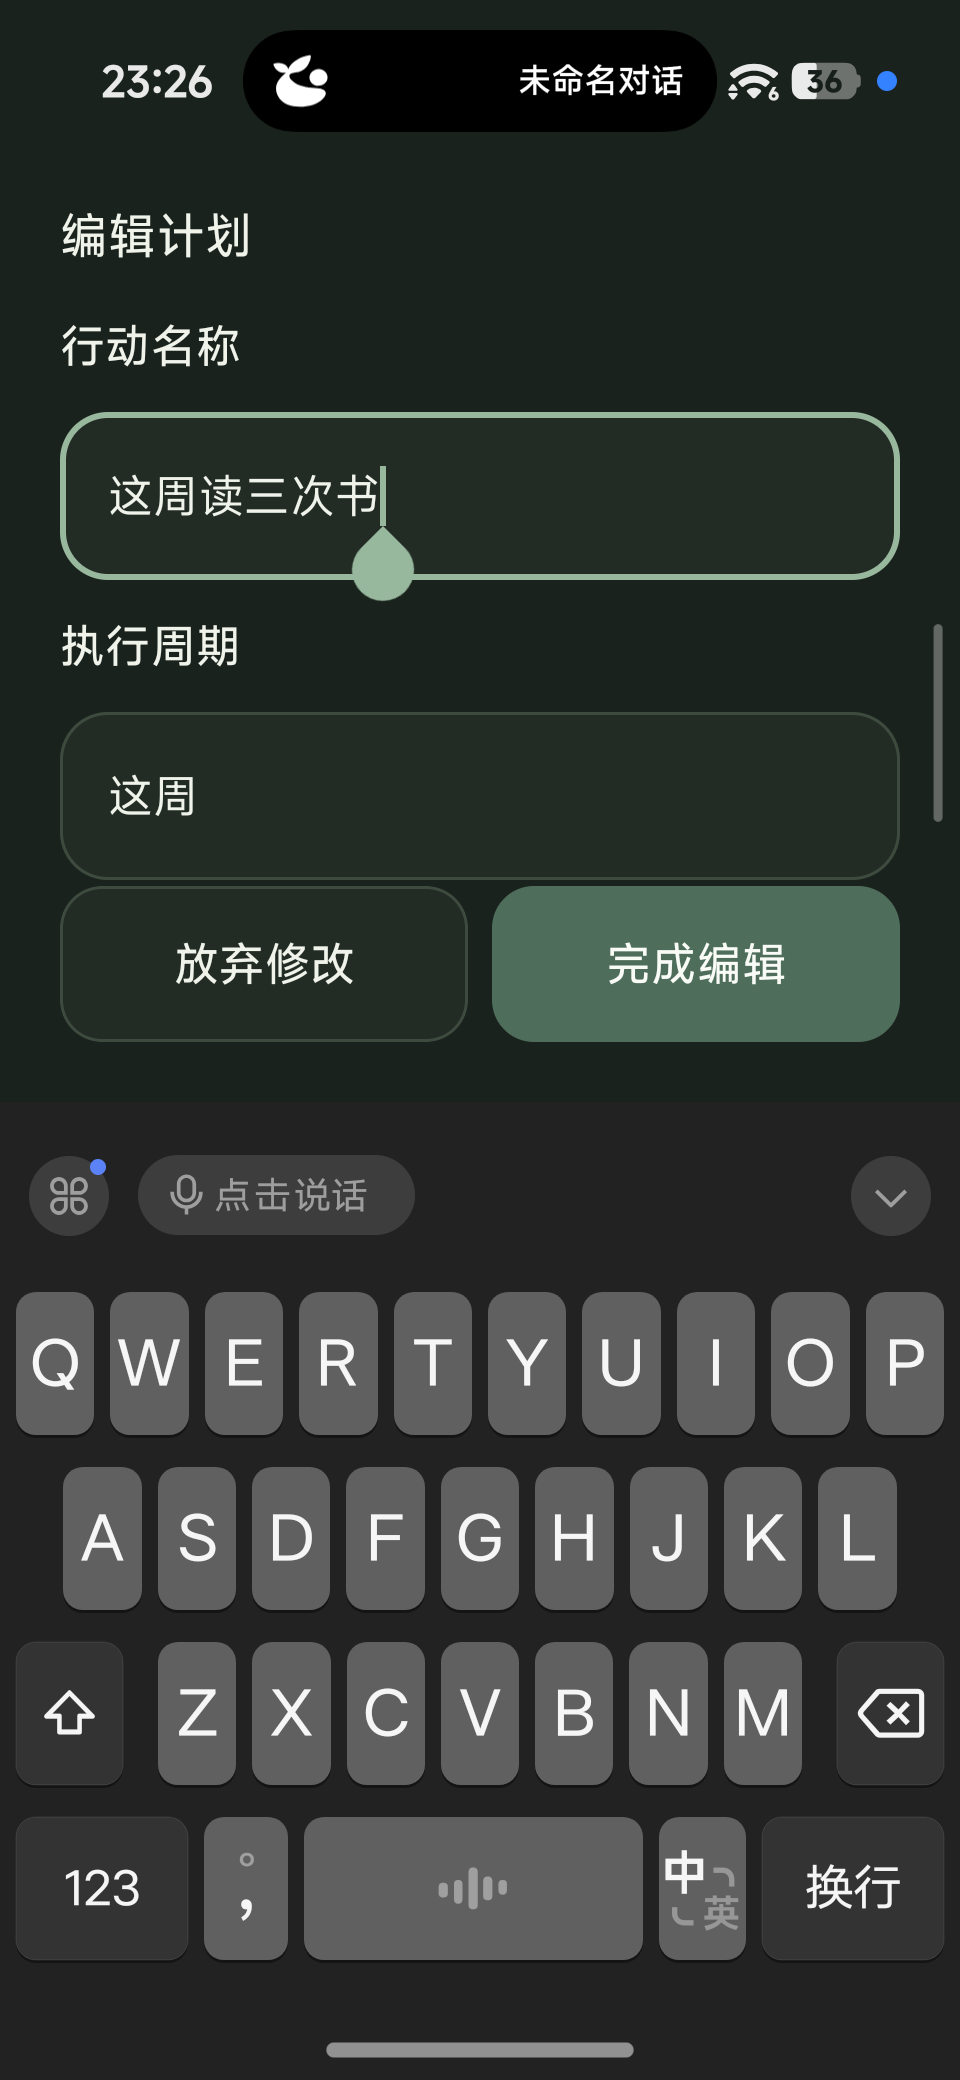 23:26
未命名对话
6
36
编辑计划
行动名称
这周读三次书
执行周期
这周
放弃修改 完成编辑
点击说话
Q W E R T Y U I O P
A S D F G H J K L
Z X C V B N M
123 。 ， 中 英 换行